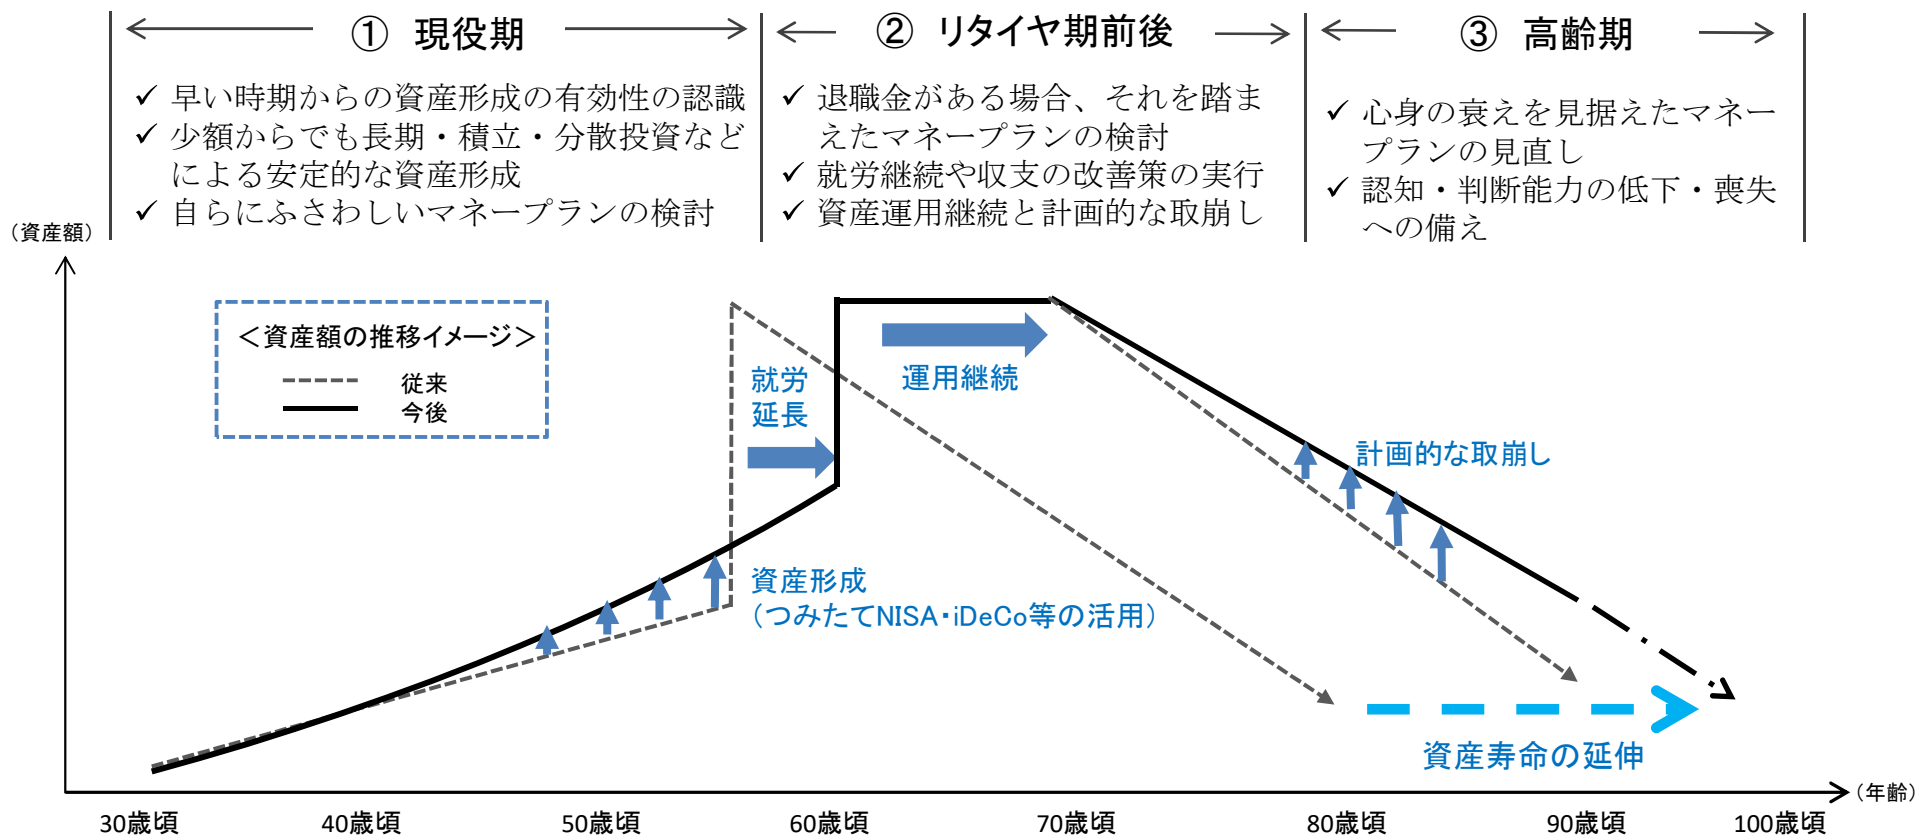 ① 現役期
✓ 早い時期からの資産形成の有効性の認識
✓ 少額からでも長期・積立・分散投資など
による安定的な資産形成
✓ 自らにふさわしいマネープランの検討
② リタイヤ期前後
✓ 退職金がある場合、それを踏ま
えたマネープランの検討
✓ 就労継続や収支の改善策の実行
✓ 資産運用継続と計画的な取崩し
③ 高齢期
✓ 心身の衰えを見据えたマネー
プランの見直し
✓ 認知・判断能力の低下・喪失
への備え
（資産額）
＜資産額の推移イメージ＞
従来
今後
就労
延長
運用継続
計画的な取崩し
資産形成
（つみたてNISA・iDeCo等の活用）
資産寿命の延伸
（年齢）
30歳頃
40歳頃
50歳頃
60歳頃
70歳頃
80歳頃
90歳頃
100歳頃